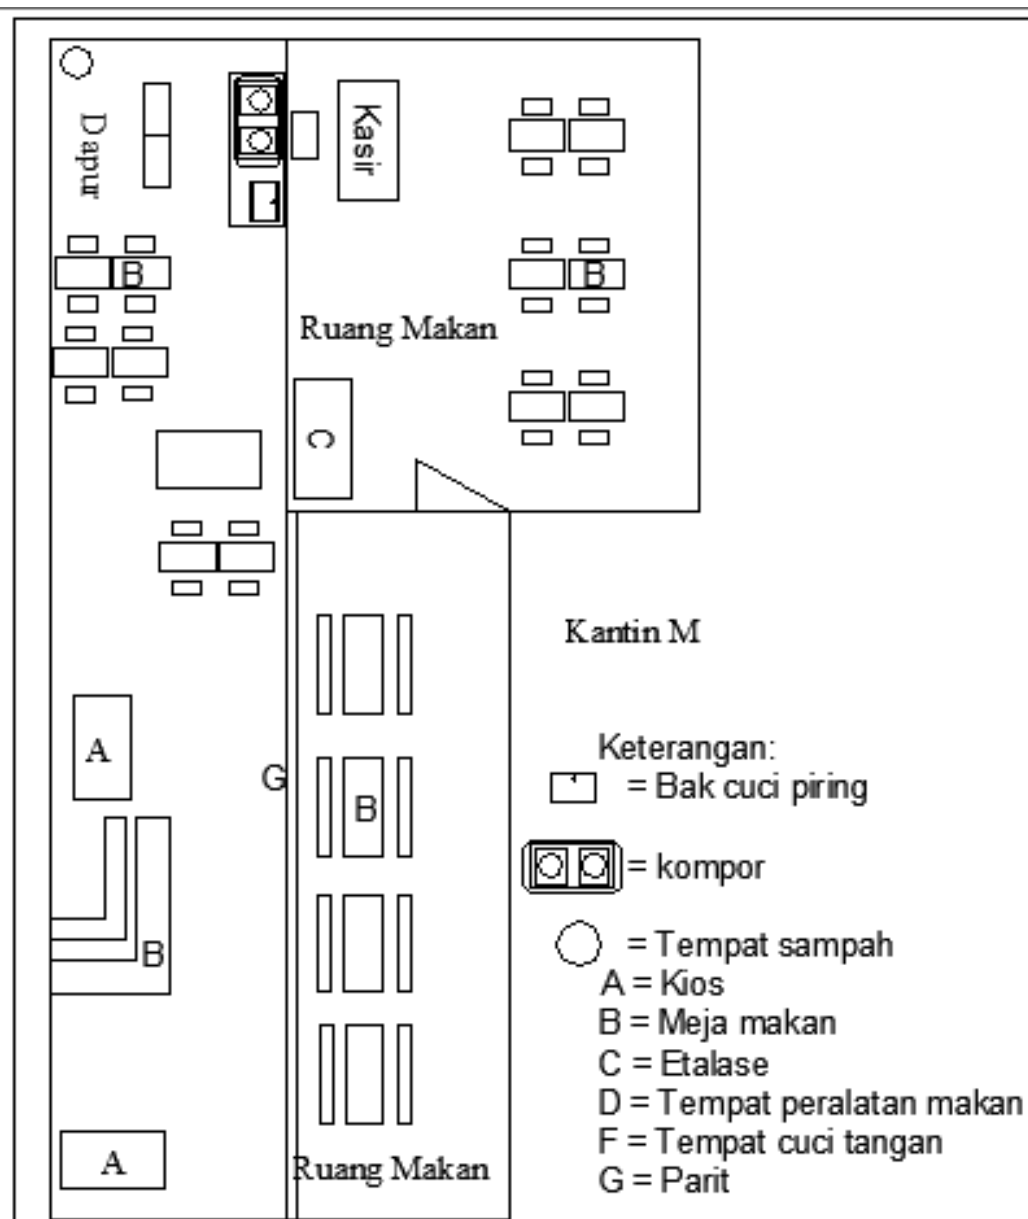 Dapur
Kasir
B
B
Ruang Makan
C
Kantin M
A
G
B
B
A
Ruang Makan
Keterangan:
= Bak cuci piring
= kompor
= Tempat sampah
A = Kios
B = Meja makan
C = Etalase
D = Tempat peralatan makan
F = Tempat cuci tangan
G = Parit